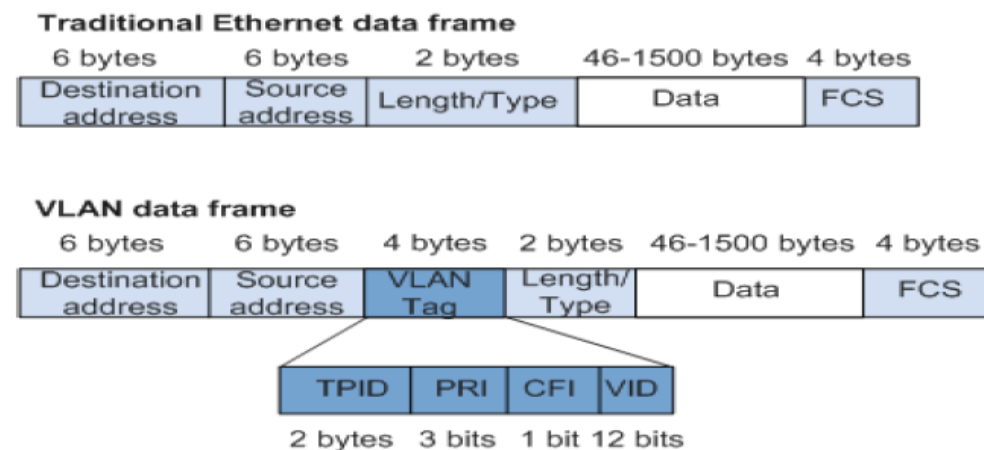 Traditional Ethernet data frame
6 bytes 6 bytes 2 bytes 46-1500 bytes 4 bytes
Destination address Source address Length/Type Data FCS
VLAN data frame
6 bytes 6 bytes 4 bytes 2 bytes 46-1500 bytes 4 bytes
Destination address Source address VLAN Tag Length/ Type Data FCS
TPID PRI CFI VID
2 bytes 3 bits 1 bit 12 bits